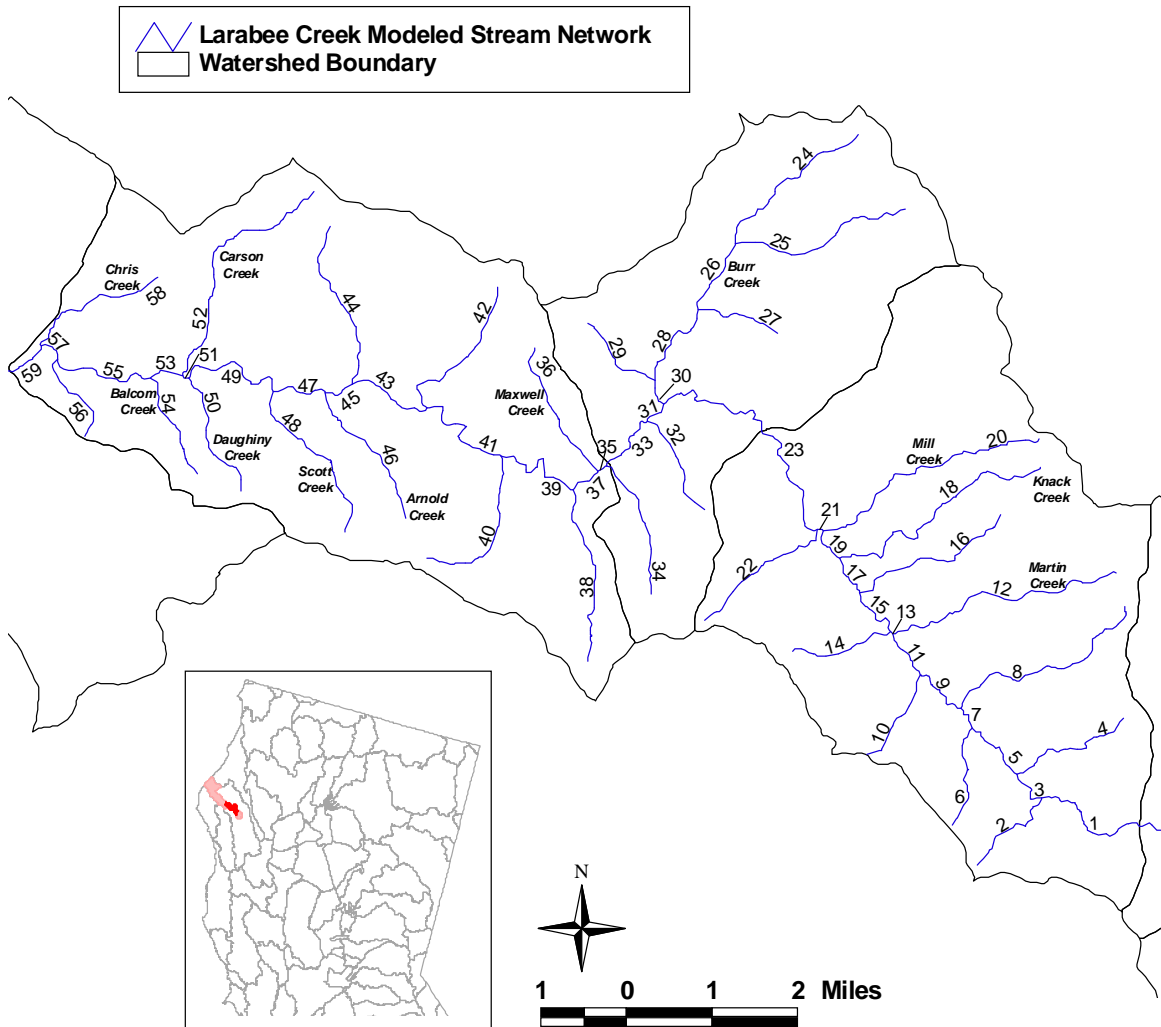 Larabee Creek Modeled Stream Network
Watershed Boundary
24
25
26
Burr
Creek
27
28
29
30
31
32
33
Chris
Creek
58
Carson
Creek
52
44
42
57
59
55
53
51
49
47
45
43
Balcom
Creek
56
54
50
Daughiny
Creek
48
Scott
Creek
46
Arnold
Creek
41
Maxwell
Creek
36
35
37
39
40
38
34
23
Mill
Creek
20
18
Knack
Creek
21
19
22
17
16
Martin
Creek
12
15
13
14
11
9
8
10
7
5
4
6
3
2
1
N
1 0 1 2 Miles